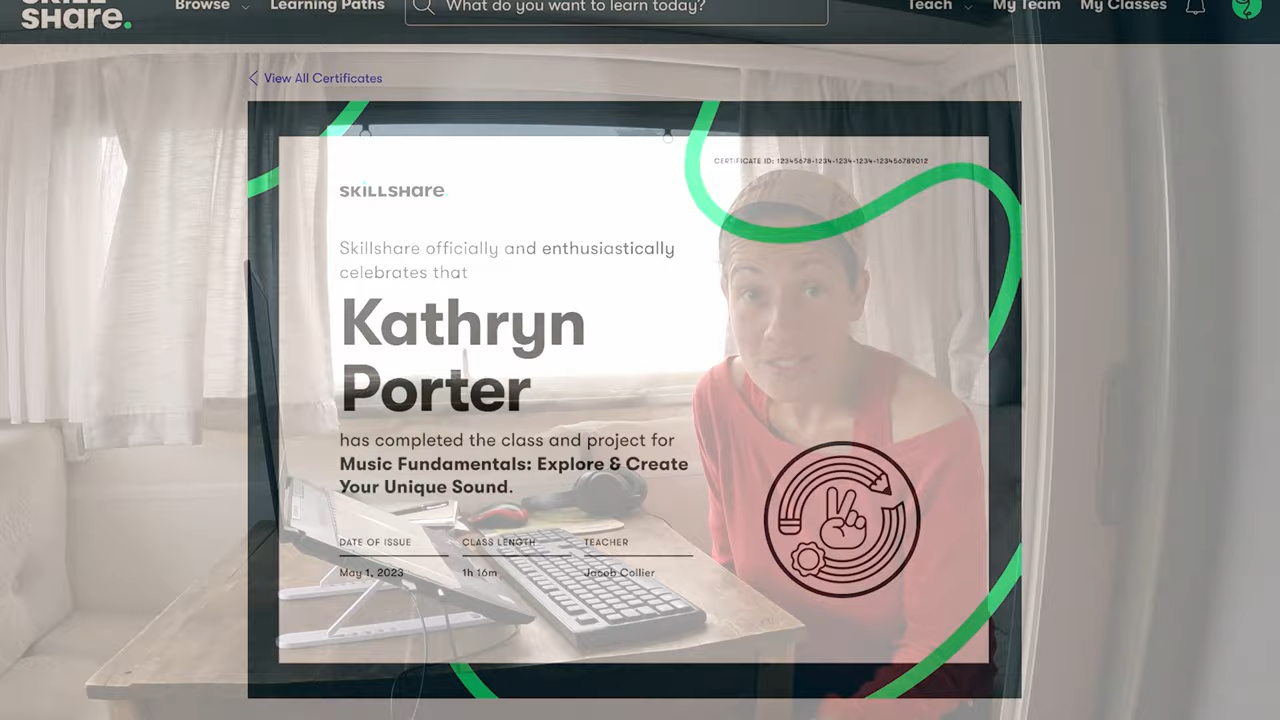 SKILL
SHare.
Browse
Learning Paths
What do you want to learn today?
Teach
My Team
My Classes
View All Certificates
CERTIFICATE ID: 12345678-1234-1234-1234-123456789012
SKILLSHare.
Skillshare officially and enthusiastically
celebrates that
Kathryn
Porter
has completed the class and project for
Music Fundamentals: Explore & Create
Your Unique Sound.
DATE OF ISSUE
CLASS LENGTH
TEACHER
May 1, 2023
1h 16m
Jacob Collier